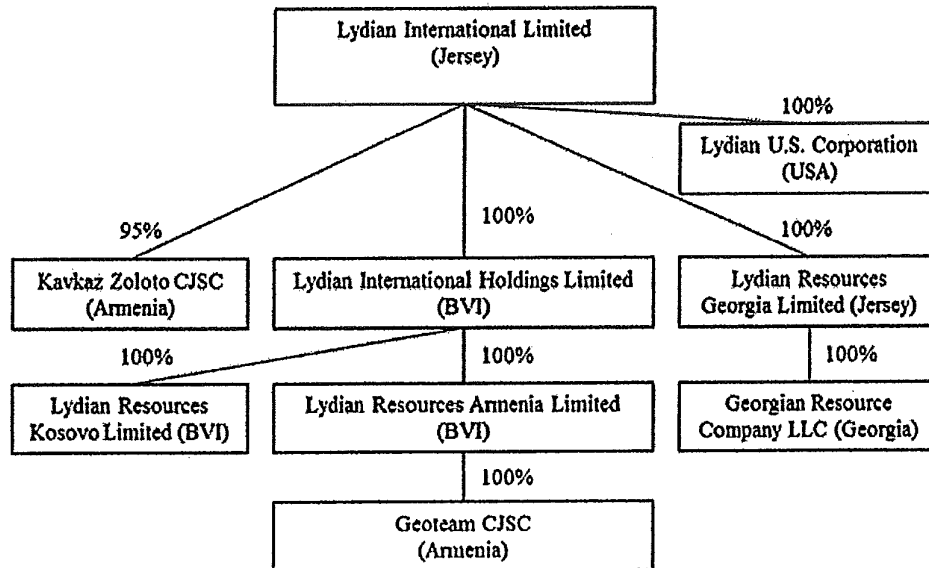 Lydian International Limited
(Jersey)
100%
Lydian U.S. Corporation
(USA)
95%
100%
100%
Kavkaz Zoloto CJSC
(Armenia)
Lydian International Holdings Limited
(BVI)
Lydian Resources
Georgia Limited (Jersey)
100%
100%
100%
Lydian Resources
Kosovo Limited (BVI)
Lydian Resources Armenia Limited
(BVI)
Georgian Resource
Company LLC (Georgia)
100%
Geoteam CJSC
(Armenia)